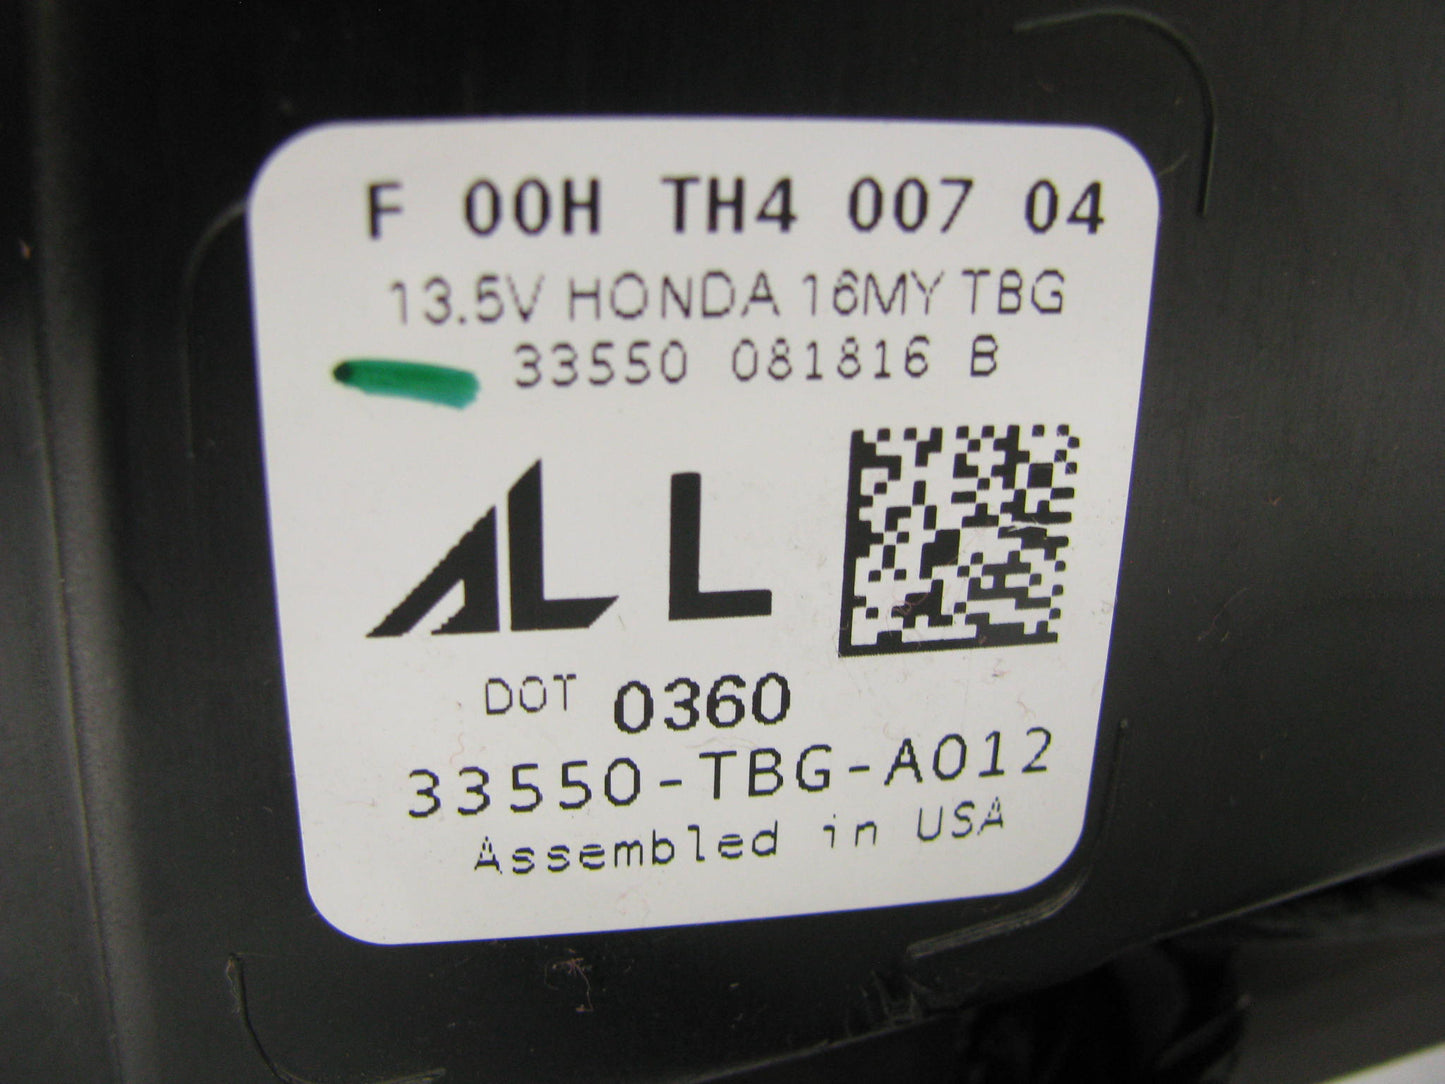 F 00H TH4 007 04
13.5V HONDA 16MY TBG
33550 081816 B
AL L
DOT 0360
33550-TBG-A012
Assembled in USA